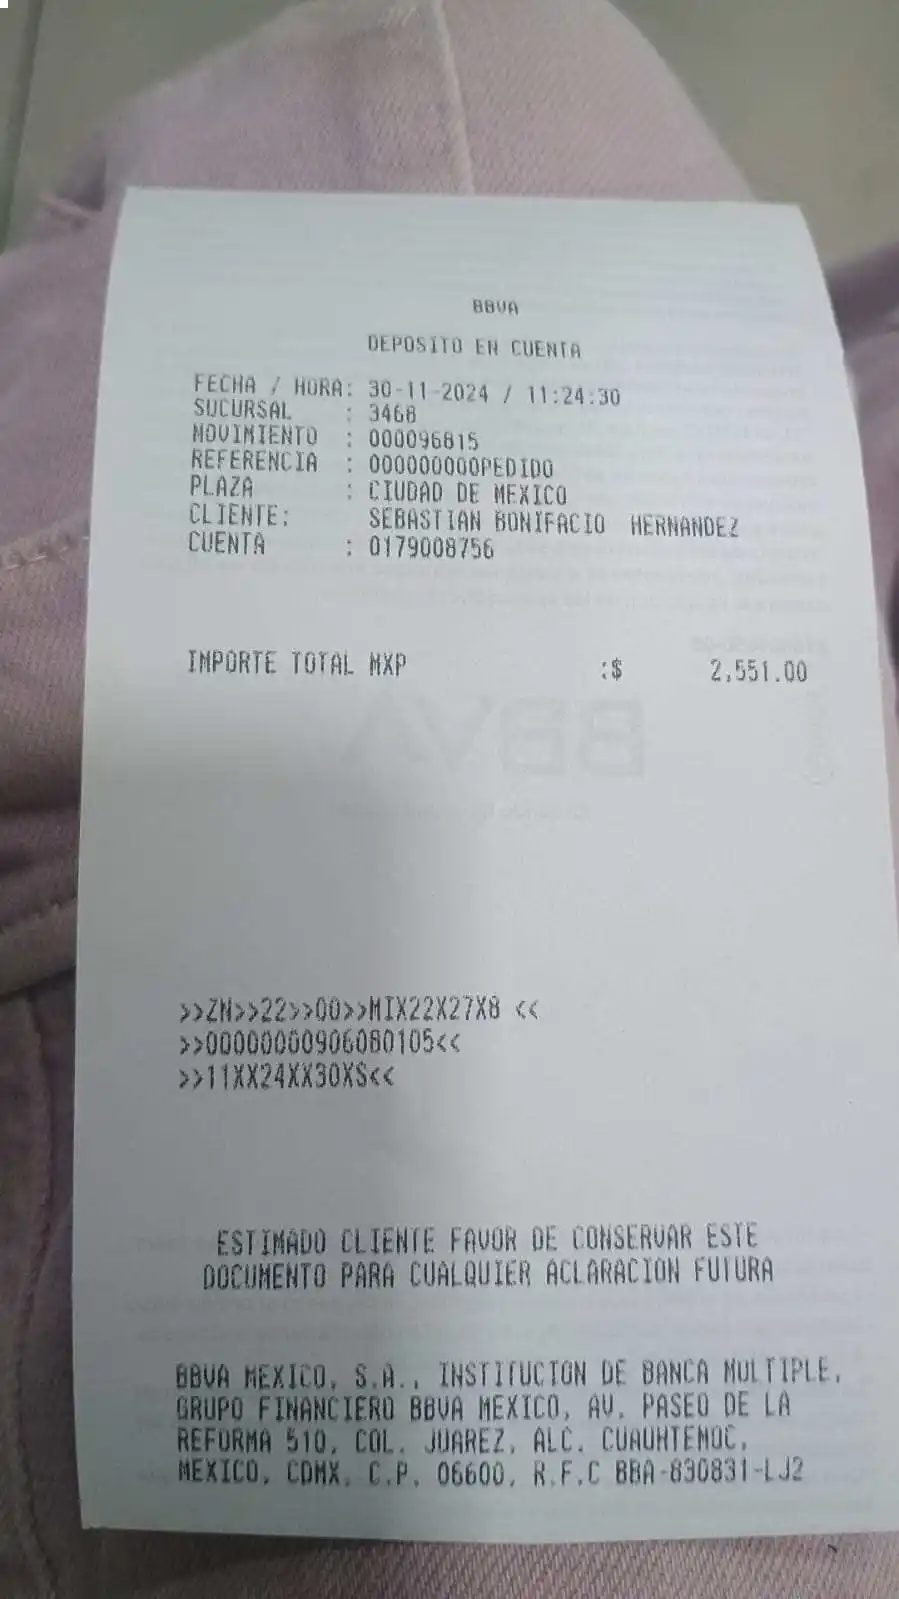 BBVA
DEPOSITO EN CUENTA
FECHA / HORA: 30-11-2024 / 11:24:30
SUCURSAL : 3468
MOVIMIENTO : 000096815
REFERENCIA : 000000000PEDIDO
PLAZA : CIUDAD DE MEXICO
CLIENTE: SEBASTIAN BONIFACIO HERNANDEZ
CUENTA : 0179008756
IMPORTE TOTAL MXP :$ 2,551.00
BBVA
>>ZN>>22>>00>>MIX22X27X8 <<
>>00000000906080105<<
>>11XX24XX30XS<<
ESTIMADO CLIENTE FAVOR DE CONSERVAR ESTE
DOCUMENTO PARA CUALQUIER ACLARACION FUTURA
BBVA MEXICO, S.A., INSTITUCION DE BANCA MULTIPLE,
GRUPO FINANCIERO BBVA MEXICO, AV. PASEO DE LA
REFORMA 510, COL. JUAREZ, ALC. CUAUHTEMOC,
MEXICO, CDMX, C.P. 06600, R.F.C BBA-830831-LJ2